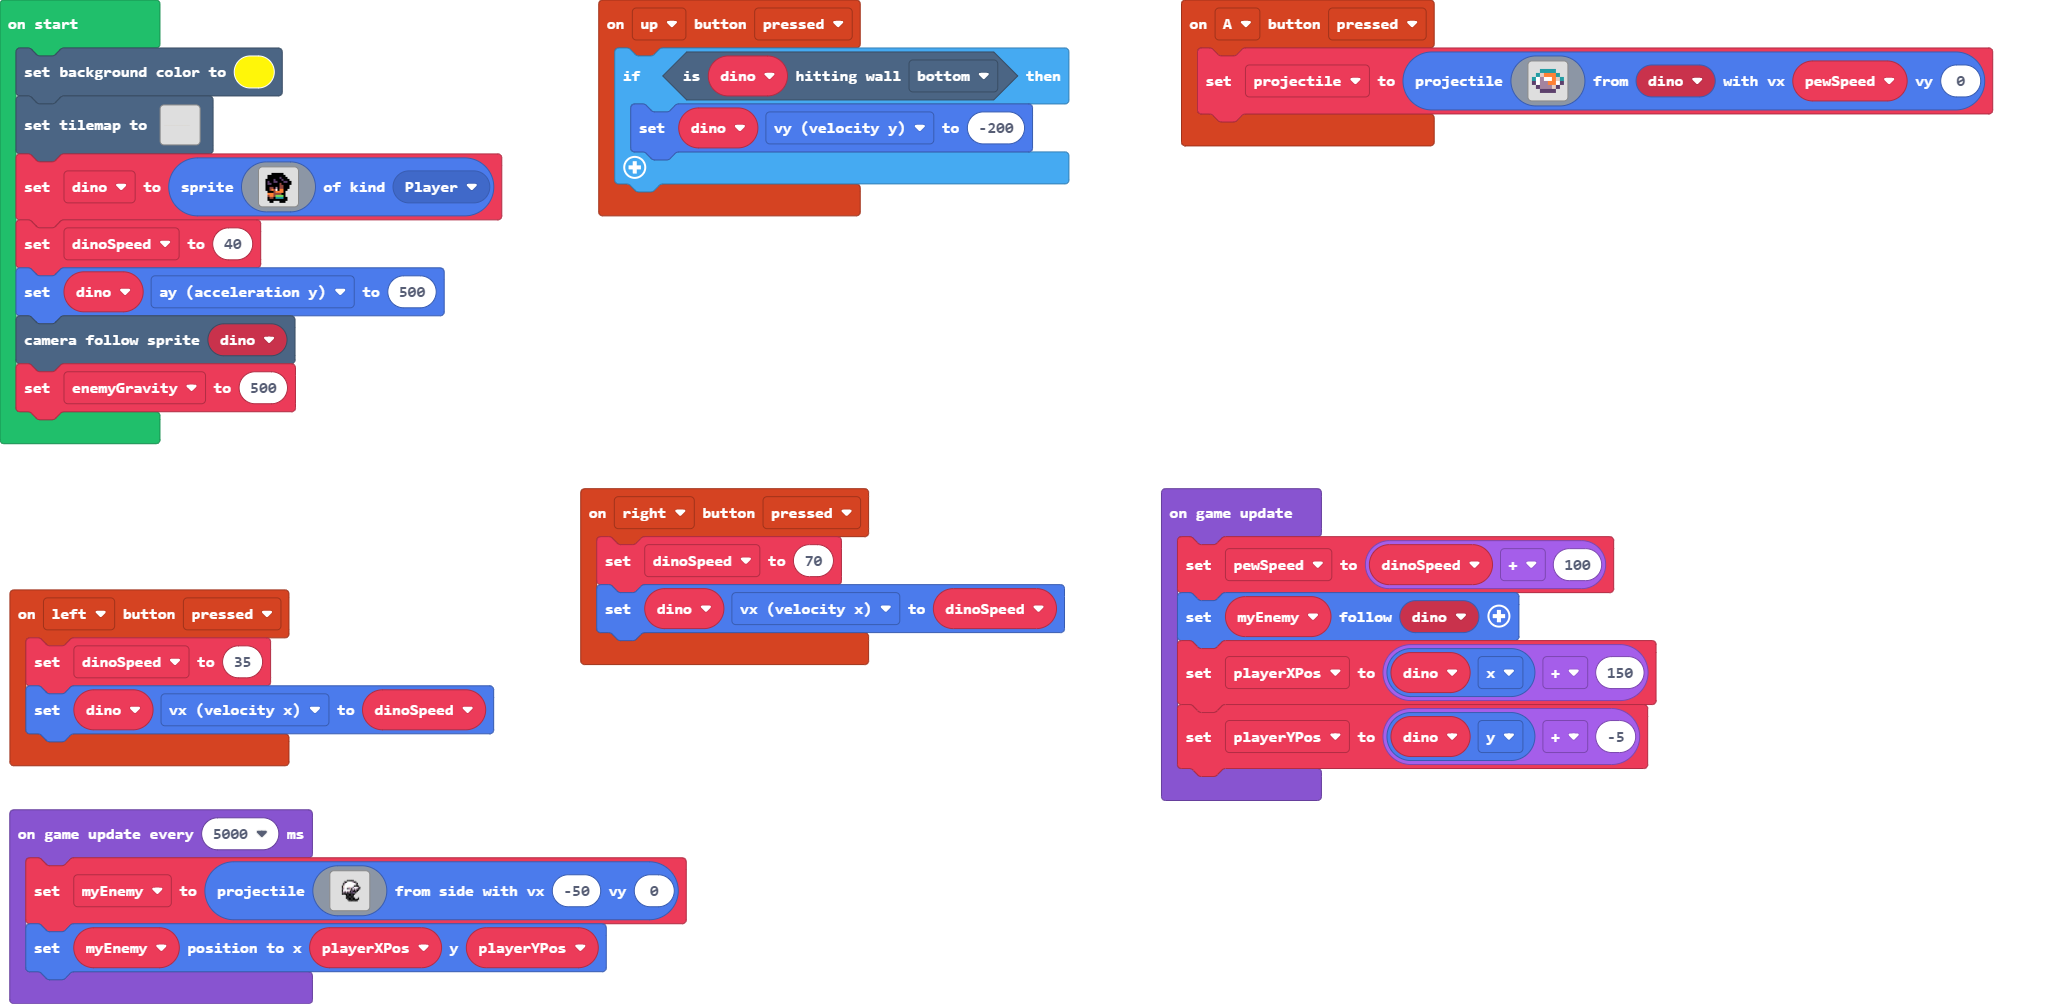 on start
set background color to
set tilemap to
set dino to sprite of kind Player
set dinoSpeed to 40
set dino ay (acceleration y) to 500
camera follow sprite dino
set enemyGravity to 500
on up button pressed
if is dino hitting wall bottom then
set dino vy (velocity y) to -200
on A button pressed
set projectile to projectile from dino with vx pewSpeed vy 0
on left button pressed
set dinoSpeed to 35
set dino vx (velocity x) to dinoSpeed
on right button pressed
set dinoSpeed to 70
set dino vx (velocity x) to dinoSpeed
on game update
set pewSpeed to dinoSpeed + 100
set myEnemy follow dino
set playerXPos to dino x + 150
set playerYPos to dino y + -5
on game update every 5000 ms
set myEnemy to projectile from side with vx -50 vy 0
set myEnemy position to x playerXPos y playerYPos